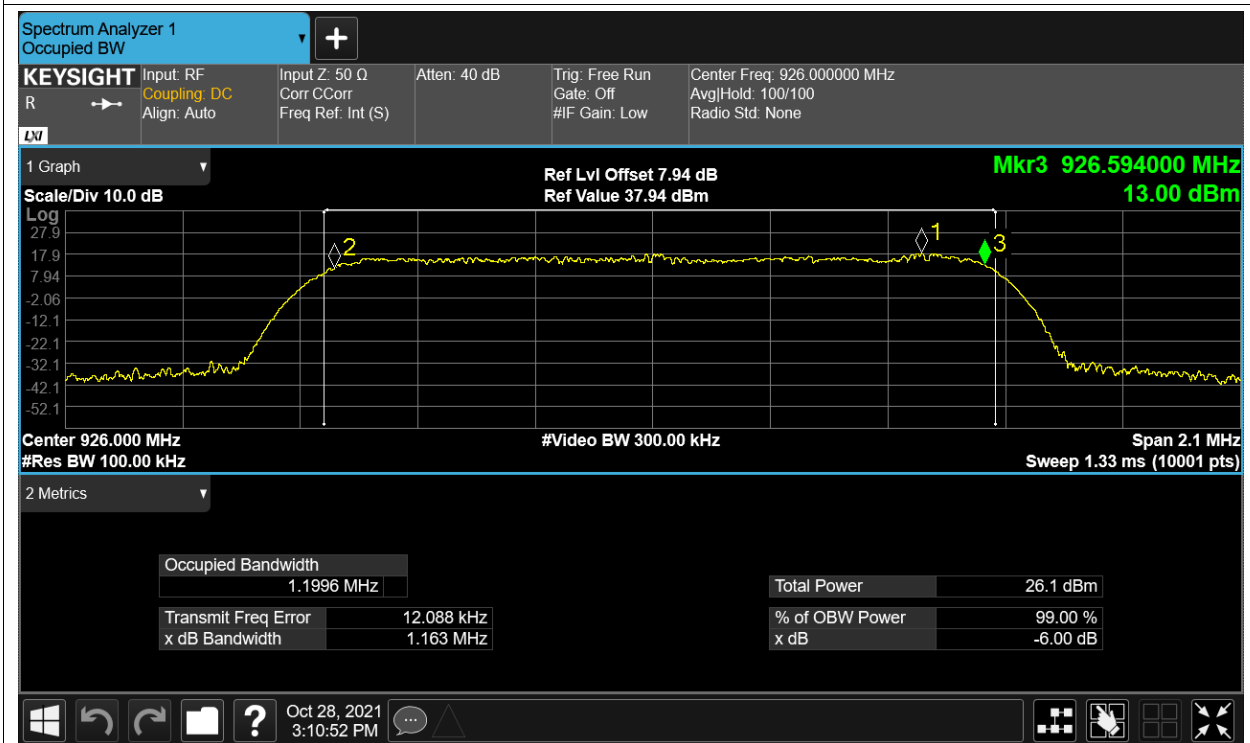 Spectrum Analyzer 1
Occupied BW
KEYSIGHT
R
LXI
Input: RF
Coupling: DC
Align: Auto
Input Z: 50 Ω
Corr CCorr
Freq Ref: Int (S)
Atten: 40 dB
Trig: Free Run
Gate: Off
#IF Gain: Low
Center Freq: 926.000000 MHz
Avg|Hold: 100/100
Radio Std: None
1 Graph
Scale/Div 10.0 dB
Ref Lvl Offset 7.94 dB
Ref Value 37.94 dBm
Mkr3 926.594000 MHz
13.00 dBm
Log
27.9
17.9
7.94
-2.06
-12.1
-22.1
-32.1
-42.1
-52.1
2
1
3
Center 926.000 MHz
#Video BW 300.00 kHz
Span 2.1 MHz
#Res BW 100.00 kHz
Sweep 1.33 ms (10001 pts)
2 Metrics
Occupied Bandwidth
1.1996 MHz
Transmit Freq Error 12.088 kHz
x dB Bandwidth 1.163 MHz
Total Power 26.1 dBm
% of OBW Power 99.00 %
x dB -6.00 dB
?
Oct 28, 2021
3:10:52 PM